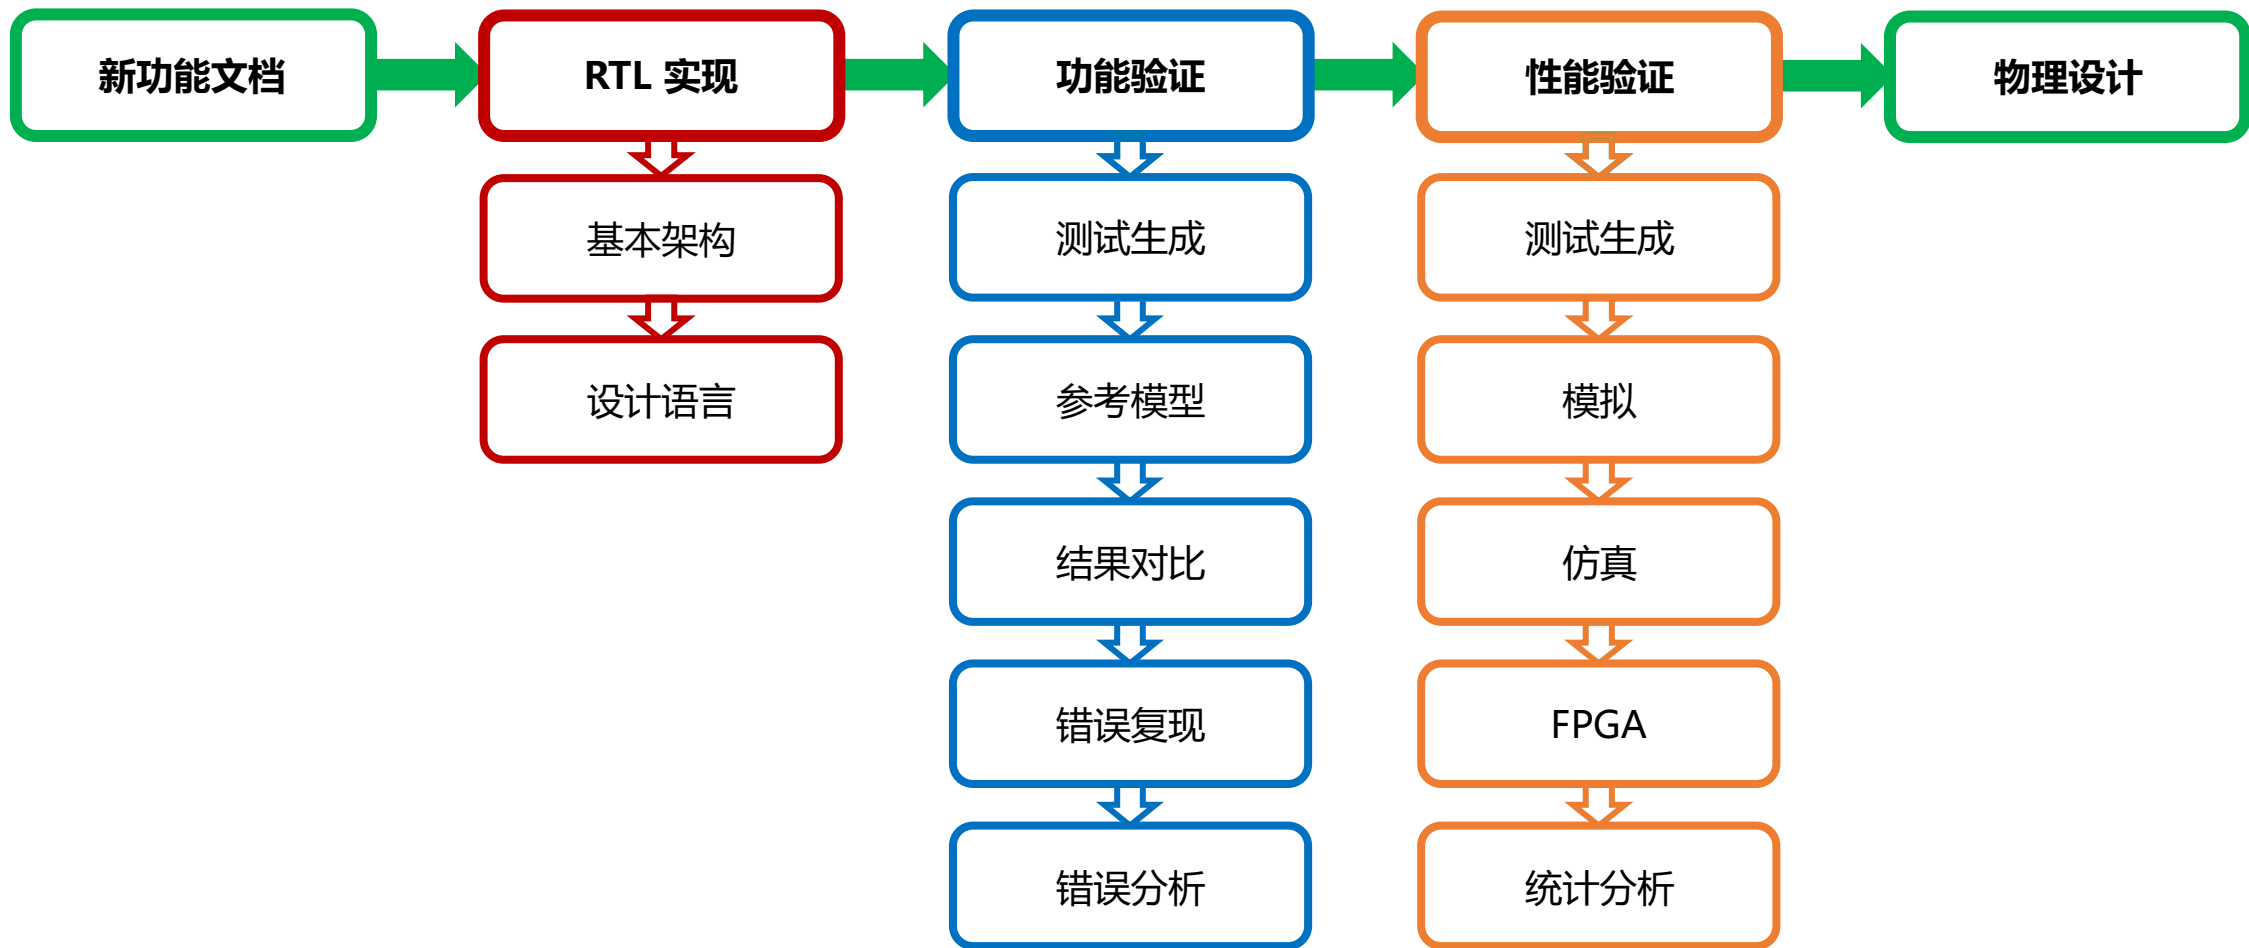 新功能文档
RTL 实现
功能验证
性能验证
物理设计
基本架构
设计语言
测试生成
参考模型
结果对比
错误复现
错误分析
测试生成
模拟
仿真
FPGA
统计分析